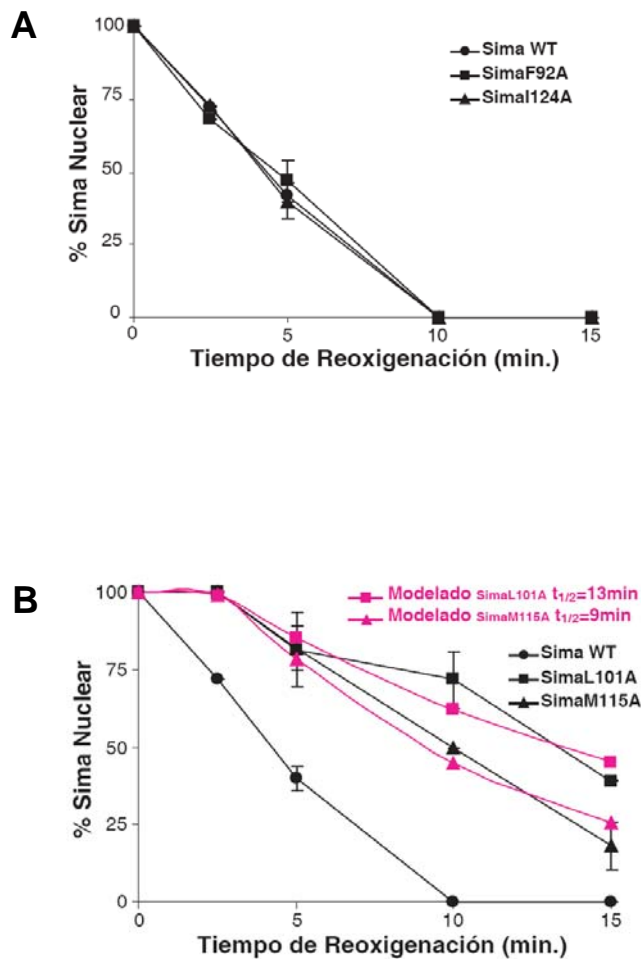 A
100
75
50
25
0
% Sima Nuclear
Sima WT
SimaF92A
SimaI124A
0
5
10
15
Tiempo de Reoxigenación (min.)
B
100
75
50
25
0
% Sima Nuclear
Modelado SimaL101A t1/2=13min
Modelado SimaM115A t1/2=9min
Sima WT
SimaL101A
SimaM115A
0
5
10
15
Tiempo de Reoxigenación (min.)